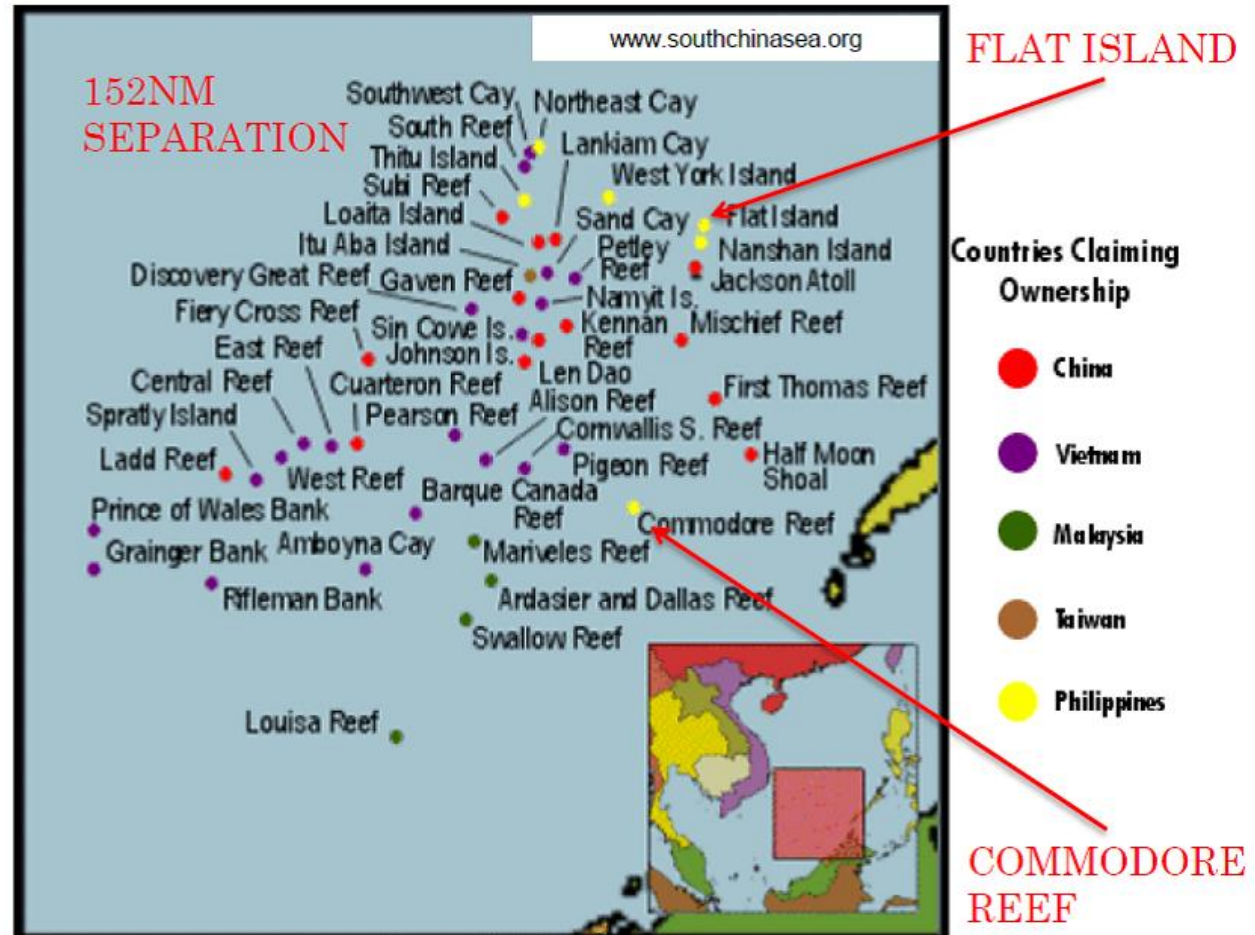 www.southchinasea.org
FLAT ISLAND
152NM
SEPARATION
Southwest Cay
Northeast Cay
South Reef
Lankiam Cay
Thitu Island
West York Island
Subi Reef
Sand Cay
Flat Island
Loaita Island
Petley
Reef
Nanshan Island
Itu Aba Island
Jackson Atoll
Discovery Great Reef
Gaven Reef
Namyit Is.
Fiery Cross Reef
Sin Cowe Is.
Kennan
Reef
Mischief Reef
East Reef
Johnson Is.
Len Dao
Central Reef
Cuarteron Reef
Alison Reef
First Thomas Reef
Spratly Island
Pearson Reef
Cornwallis S. Reef
Ladd Reef
West Reef
Pigeon Reef
Half Moon
Shoal
Barque Canada
Reef
Prince of Wales Bank
Commodore Reef
Grainger Bank
Amboyna Cay
Mariveles Reef
Rifleman Bank
Ardasier and Dallas Reef
Swallow Reef
Louisa Reef
Countries Claiming
Ownership
China
Vietnam
Malaysia
Taiwan
Philippines
COMMODORE
REEF